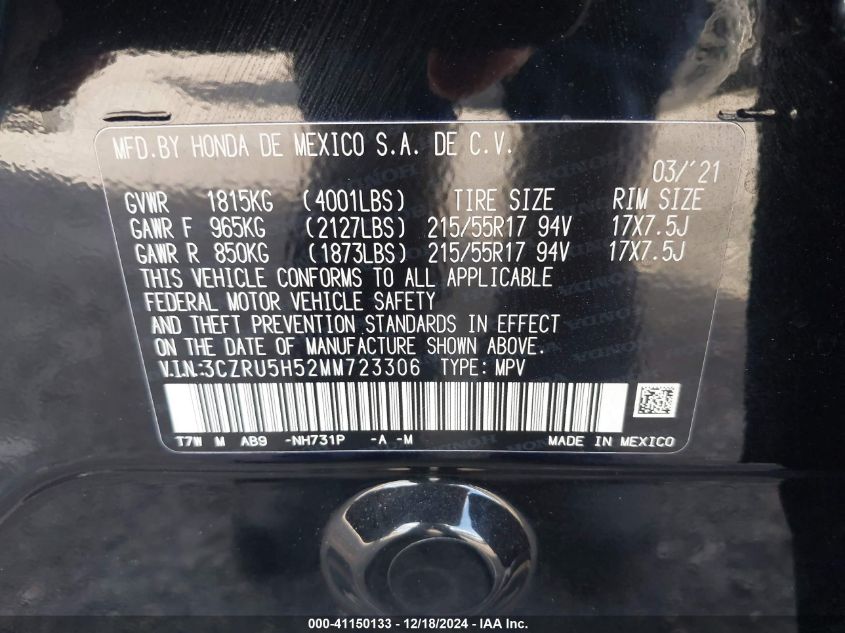 MFD.BY HONDA DE MEXICO S.A. DE C.V.
03/'21
GVWR 1815KG (4001LBS) TIRE SIZE RIM SIZE
GAWR F 965KG (2127LBS) 215/55R17 94V 17X7.5J
GAWR R 850KG (1873LBS) 215/55R17 94V 17X7.5J
THIS VEHICLE CONFORMS TO ALL APPLICABLE
FEDERAL MOTOR VEHICLE SAFETY
AND THEFT PREVENTION STANDARDS IN EFFECT
ON THE DATE OF MANUFACTURE SHOWN ABOVE.
V.I.N.:3CZRU5H52MM723306 TYPE: MPV
T7W M AB9 -NH731P -A -M MADE IN MEXICO
000-41150133 - 12/18/2024 - IAA Inc.